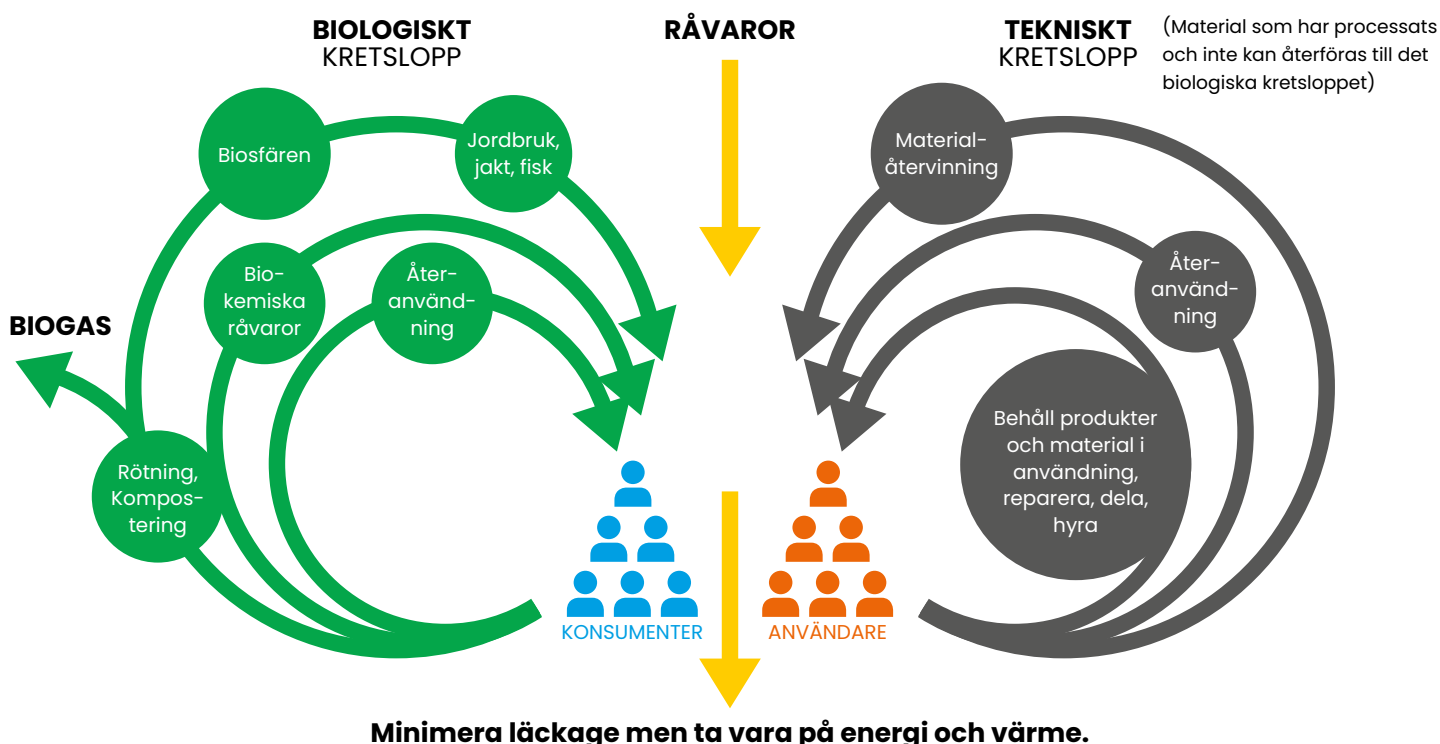 BIOLOGISKT
KRETSLOPP
RÅVAROR
TEKNISKT
KRETSLOPP
(Material som har processats
och inte kan återföras till det
biologiska kretsloppet)
Biosfären
Jordbruk,
jakt, fisk
Bio-
kemiska
råvaror
Åter-
använd-
ning
BIOGAS
Rötning,
Kompos-
tering
Material-
återvinning
Åter-
använd-
ning
Behåll produkter
och material i
användning,
reparera, dela,
hyra
KONSUMENTER
ANVÄNDARE
Minimera läckage men ta vara på energi och värme.